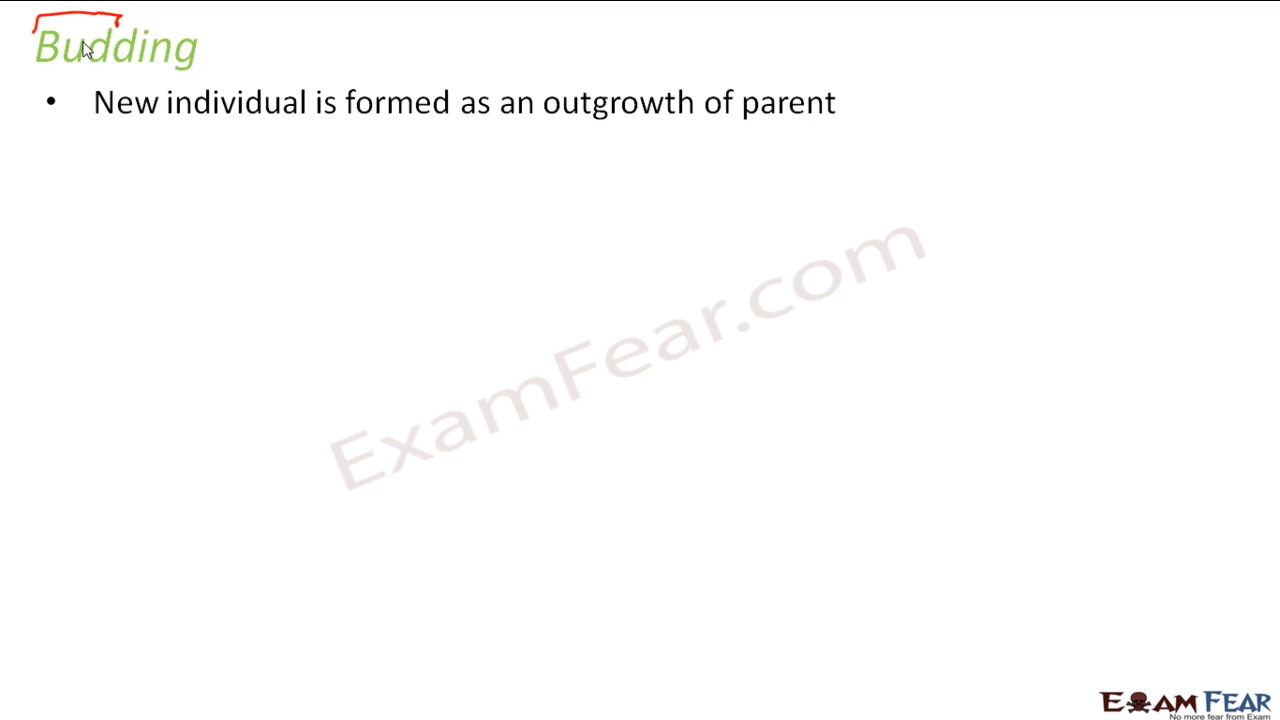 Budding
• New individual is formed as an outgrowth of parent
ExamFear.com
EXAM FEAR
No more fear from Exam